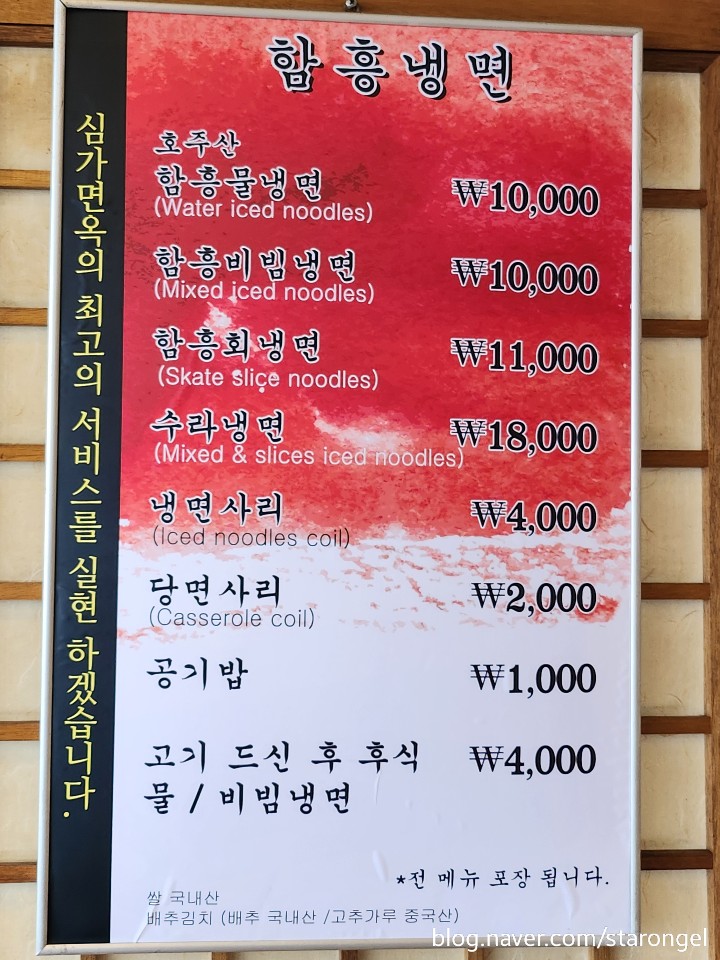 함흥냉면
심가면옥의 최고의 서비스를 실현 하겠습니다.
호주산
함흥물냉면 ₩10,000
(Water iced noodles)
함흥비빔냉면 ₩10,000
(Mixed iced noodles)
함흥회냉면 ₩11,000
(Skate slice noodles)
수라냉면 ₩18,000
(Mixed & slices iced noodles)
냉면사리 ₩4,000
(Iced noodles coil)
당면사리 ₩2,000
(Casserole coil)
공기밥 ₩1,000
고기 드신 후 후식 ₩4,000
물 / 비빔냉면
*전 메뉴 포장 됩니다.
쌀 국내산
배추김치 (배추 국내산 /고추가루 중국산)
blog.naver.com/starongel